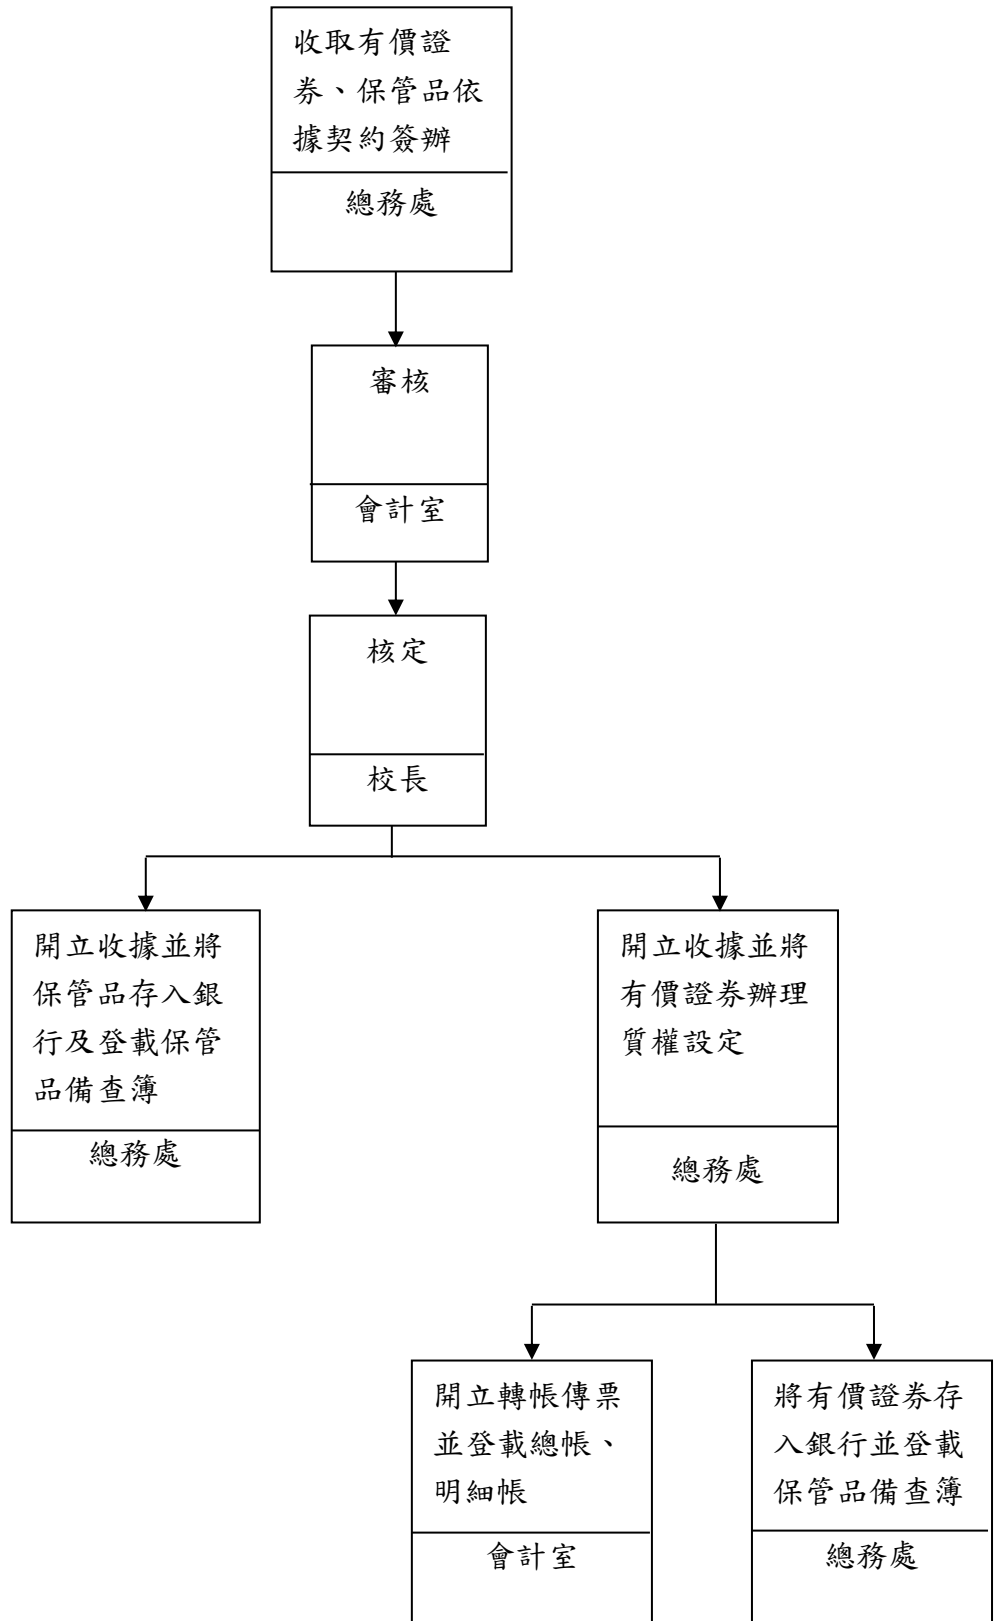 收取有價證
券、保管品依
據契約簽辦
總務處
審核
會計室
核定
校長
開立收據並將
保管品存入銀
行及登載保管
品備查簿
總務處
開立收據並將
有價證券辦理
質權設定
總務處
開立轉帳傳票
並登載總帳、
明細帳
會計室
將有價證券存
入銀行並登載
保管品備查簿
總務處